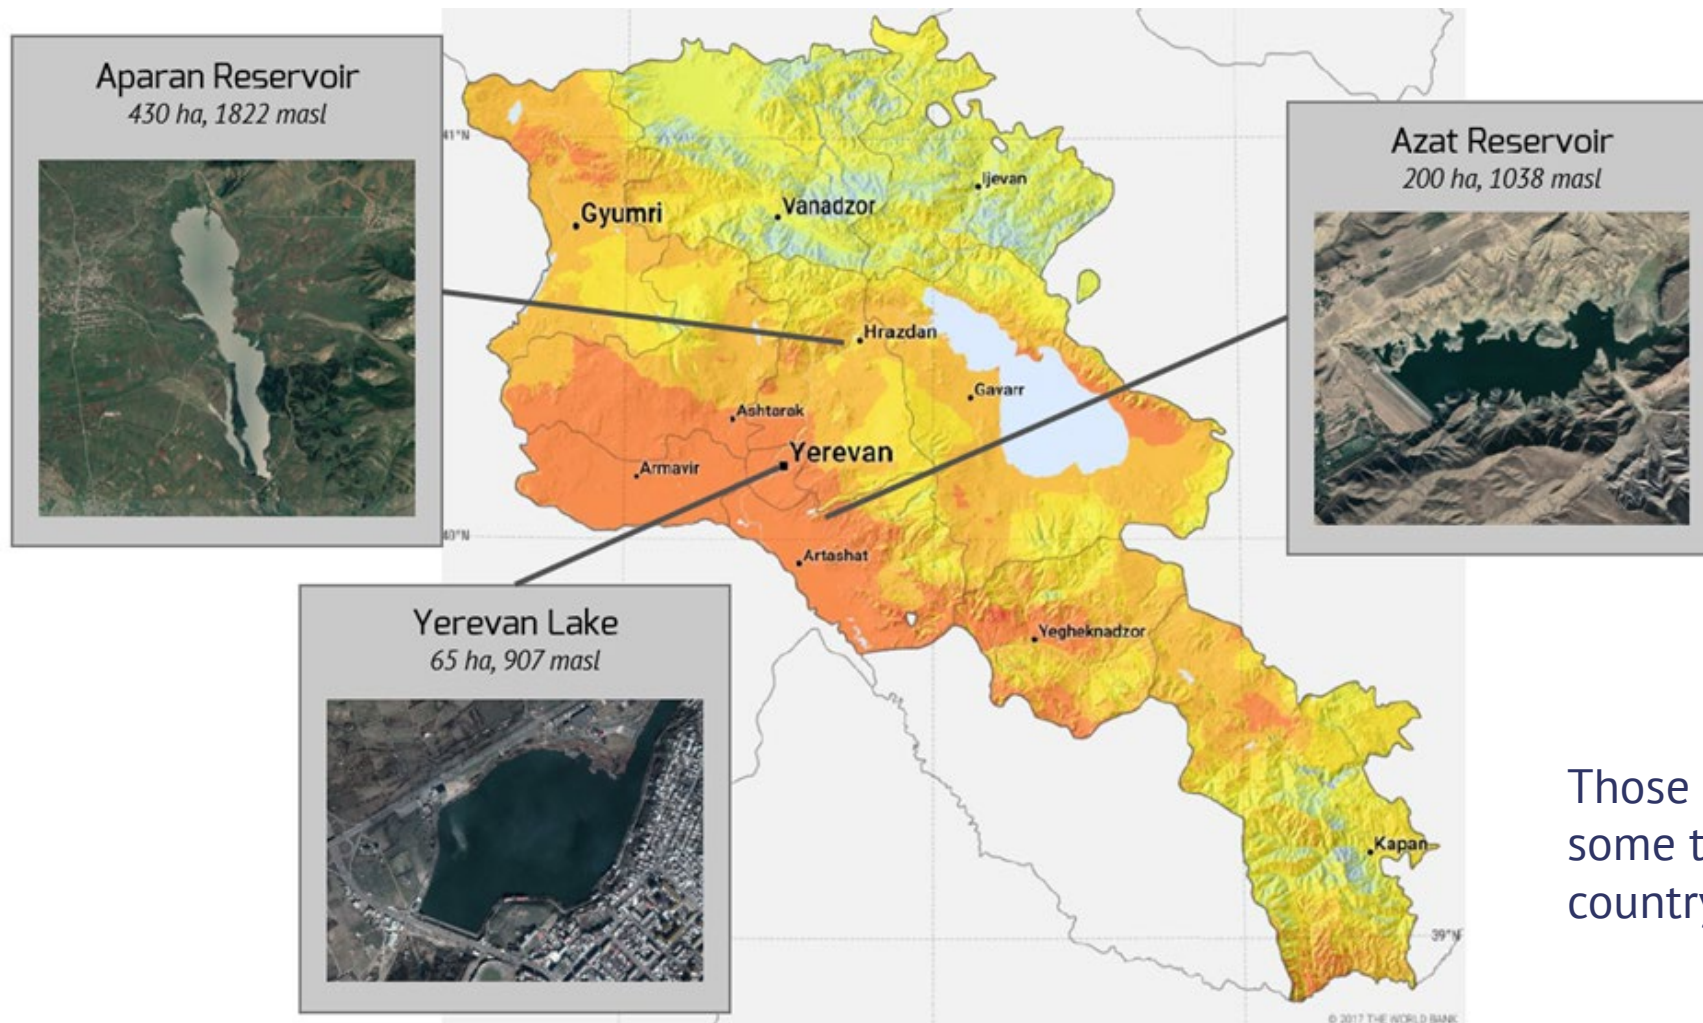 Aparan Reservoir
430 ha, 1822 masl
Azat Reservoir
200 ha, 1038 masl
Yerevan Lake
65 ha, 907 masl
41°N
Ijevan
Vanadzor
Gyumri
Hrazdan
Gavarr
Ashtarak
Yerevan
Armavir
40°N
Artashat
Yegheknadzor
Kapan
39°N
Those
some t
country
© 2017 THE WORLD BANK